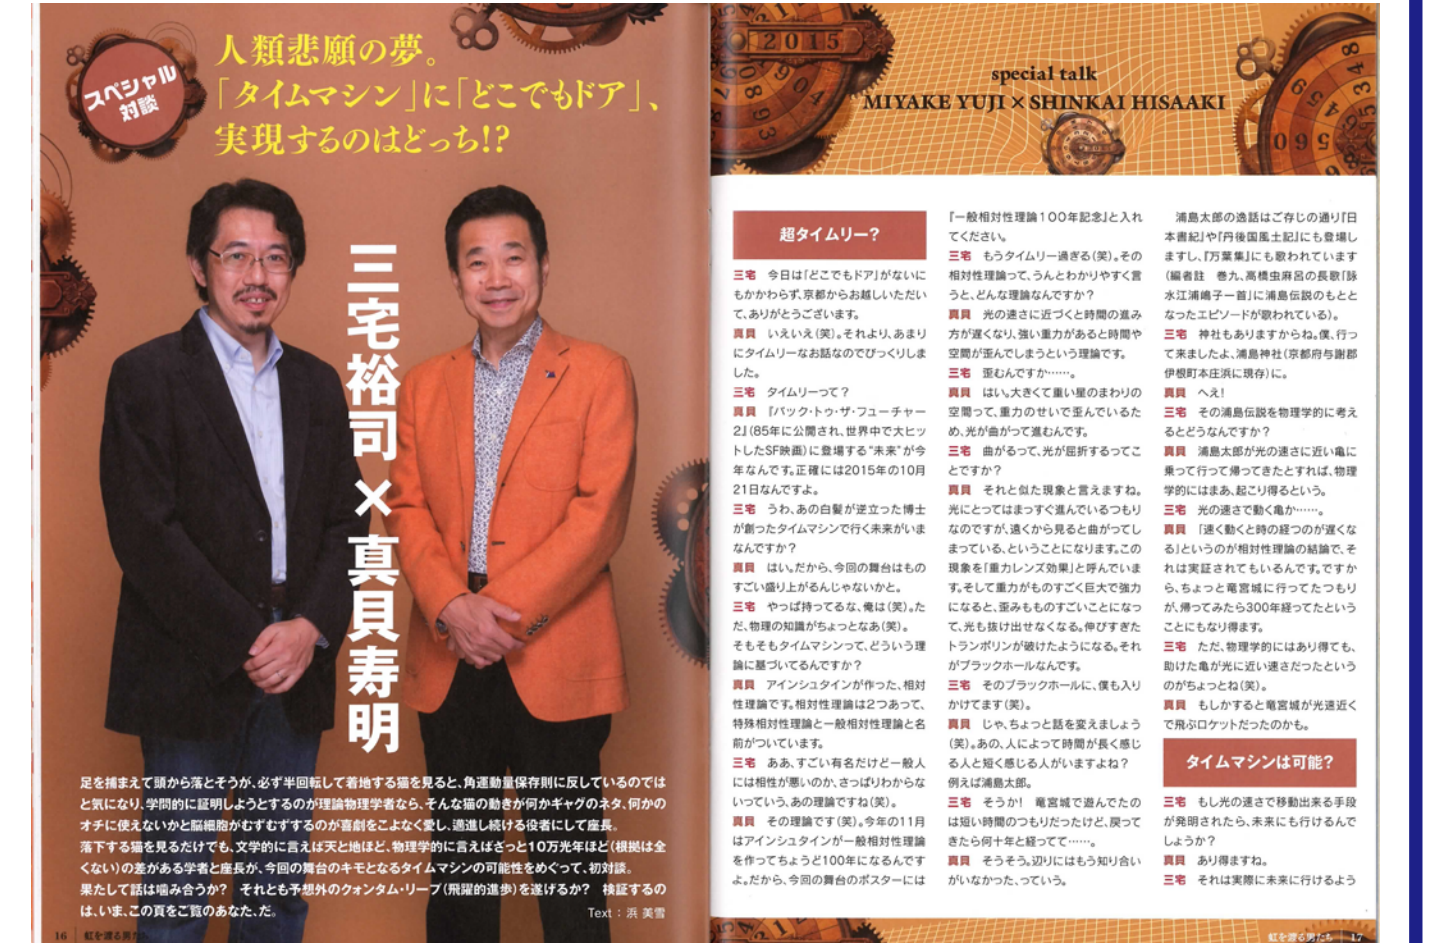 スペシャル
対談
人類悲願の夢。
「タイムマシン」に「どこでもドア」、
実現するのはどっち!?
三宅裕司×真貝寿明
足を捕まえて頭から落とそうが、必ず半回転して着地する猫を見ると、角運動量保存則に反しているのでは
と気になり、学問的に証明しようとするのが理論物理学者なら、そんな猫の動きが何かギャグのネタ、何かの
オチに使えないかと脳細胞がむずむずするのが喜劇をこよなく愛し、邁進し続ける役者にして座長。
落下する猫を見るだけでも、文学的に言えば天と地ほど、物理学的に言えばざっと10万光年ほど(根拠は全
くない)の差がある学者と座長が、今回の舞台のキモとなるタイムマシンの可能性をめぐって、初対談。
果たして話は噛み合うか? それとも予想外のクォンタム・リープ(飛躍的進歩)を遂げるか? 検証するの
は、いま、この頁をご覧のあなた、だ。
Text : 浜 美雪
16 虹を渡る男た
2015
special talk
MIYAKE YUJI × SHINKAI HISAAKI
超タイムリー?
三宅 今日は「どこでもドア」がないに
もかかわらず、京都からお越しいただい
て、ありがとうございます。
真貝 いえいえ(笑)。それより、あまり
にタイムリーなお話なのでびっくりしま
した。
三宅 タイムリーって?
真貝 『バック・トゥ・ザ・フューチャー
2』(85年に公開され、世界中で大ヒッ
トしたSF映画)に登場する“未来”が今
年なんです。正確には2015年の10月
21日なんですよ。
三宅 うわ、あの白髪が逆立った博士
が創ったタイムマシンで行く未来がいま
なんですか?
真貝 はい。だから、今回の舞台はもの
すごい盛り上がるんじゃないかと。
三宅 やっぱ持ってるな、俺は(笑)。た
だ、物理の知識がちょっとなあ(笑)。
そもそもタイムマシンって、どういう理
論に基づいてるんですか?
真貝 アインシュタインが作った、相対
性理論です。相対性理論は2つあって、
特殊相対性理論と一般相対性理論と名
前がついています。
三宅 ああ、すごい有名だけど一般人
には相性が悪いのか、さっぱりわからな
いっていう、あの理論ですね(笑)。
真貝 その理論です(笑)。今年の11月
はアインシュタインが一般相対性理論
を作ってちょうど100年になるんです
よ。だから、今回の舞台のポスターには
『一般相対性理論100年記念』と入れ
てください。
三宅 もうタイムリー過ぎる(笑)。その
相対性理論って、うんとわかりやすく言
うと、どんな理論なんですか?
真貝 光の速さに近づくと時間の進み
方が遅くなり、強い重力があると時間や
空間が歪んでしまうという理論です。
三宅 歪むんですか……。
真貝 はい。大きくて重い星のまわりの
空間って、重力のせいで歪んでいるた
め、光が曲がって進むんです。
三宅 曲がるって、光が屈折するってこ
とですか?
真貝 それと似た現象と言えますね。
光にとってはまっすぐ進んでいるつもり
なのですが、遠くから見ると曲がってし
まっている、ということになります。この
現象を「重力レンズ効果」と呼んでいま
す。そして重力がものすごく巨大で強力
になると、歪みももの​すごいことになっ
て、光も抜け出せなくなる。伸びすぎた
トランポリンが破けたようになる。それ
がブラックホールなんです。
三宅 そのブラックホールに、僕も入り
かけてます(笑)。
真貝 じゃ、ちょっと話を変えましょう
(笑)。あの、人によって時間が長く感じ
る人と短く感じる人がいますよね?
例えば浦島太郎。
三宅 そうか! 竜宮城で遊んでたの
は短い時間のつもりだったけど、戻って
きたら何十年と経ってて……。
真貝 そうそう。辺りにはもう知り合い
がいなかった、っていう。
浦島太郎の逸話はご存じの通り『日
本書紀』や『丹後国風土記』にも登場し
ますし、『万葉集』にも歌われています
(編者註 巻九、高橋虫麻呂の長歌「詠
水江浦嶋子一首」に浦島伝説のもとと
なったエピソードが歌われている)。
三宅 神社もありますからね。僕、行っ
て来ましたよ、浦島神社(京都府与謝郡
伊根町本庄浜に現存)に。
真貝 へえ!
三宅 その浦島伝説を物理学的に考え
るとどうなんですか?
真貝 浦島太郎が光の速さに近い亀に
乗って行って帰ってきたとすれば、物理
学的にはまあ、起こり得るという。
三宅 光の速さで動く亀か……。
真貝 「速く動くと時の経つのが遅くな
る」というのが相対性理論の結論で、そ
れは実証されてもいるんです。ですか
ら、ちょっと竜宮城に行ってたつもり
が、帰ってみたら300年経ってたという
ことにもなり得ます。
三宅 ただ、物理学的にはあり得ても、
助けた亀が光に近い速さだったという
のがちょっとね(笑)。
真貝 もしかすると竜宮城が光速近く
で飛ぶロケットだったのかも。
タイムマシンは可能?
三宅 もし光の速さで移動出来る手段
が発明されたら、未来にも行けるんで
しょうか?
真貝 あり得ますね。
三宅 それは実際に未来に行けるよう
虹を渡る男たち 17